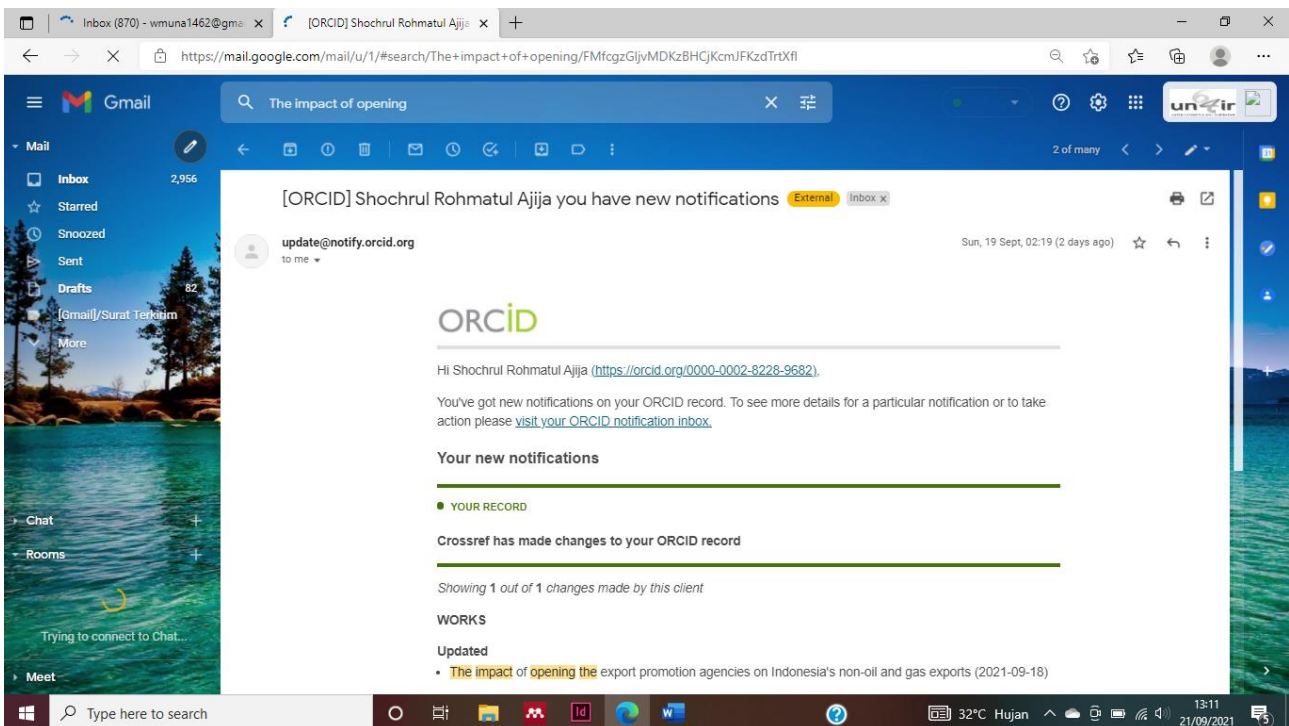 Inbox (870) - wmuna1462@gma
[ORCID] Shochrul Rohmatul Ajija
https://mail.google.com/mail/u/1/#search/The+impact+of+opening/FMfcgzGljvMDKzBHCjKcmJFKzdTrtXfl
Gmail
The impact of opening
unair
Mail
2 of many
Inbox 2,956
[ORCID] Shochrul Rohmatul Ajija you have new notifications External Inbox x
Starred
Snoozed
update@notify.orcid.org Sun, 19 Sept, 02:19 (2 days ago)
to me
Sent
Drafts 82
[Gmail]/Surat Terkirim
More
ORCID
Hi Shochrul Rohmatul Ajija (https://orcid.org/0000-0002-8228-9682),
You've got new notifications on your ORCID record. To see more details for a particular notification or to take
action please visit your ORCID notification inbox.
Your new notifications
YOUR RECORD
Chat
Crossref has made changes to your ORCID record
Rooms
Showing 1 out of 1 changes made by this client
WORKS
Trying to connect to Chat...
Updated
• The impact of opening the export promotion agencies on Indonesia's non-oil and gas exports (2021-09-18)
Meet
Type here to search
Id
W
32°C Hujan
13:11
21/09/2021
5